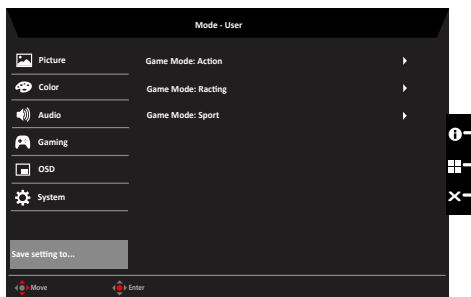 Mode - User
Picture
Game Mode: Action
Color
Game Mode: Racting
Audio
Game Mode: Sport
Gaming
OSD
System
Save setting to...
Move
Enter